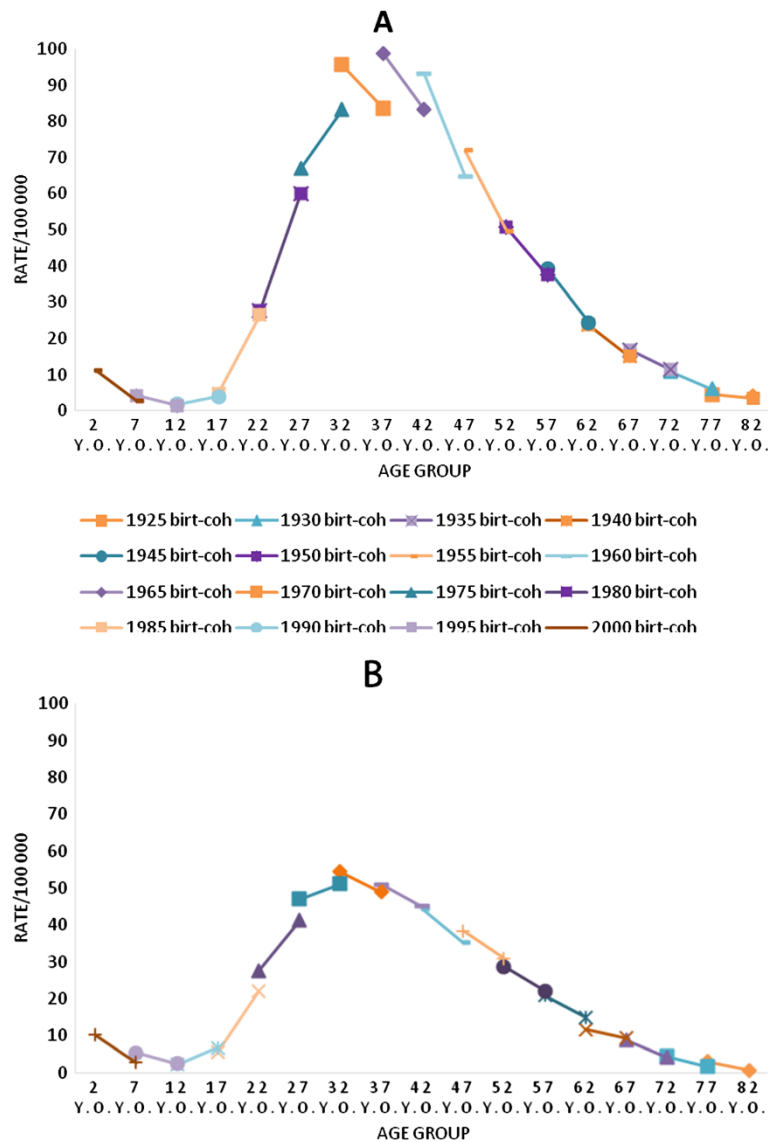 A
100
90
80
70
60
50
40
30
20
10
0
RATE/100 000
2 7 12 17 22 27 32 37 42 47 52 57 62 67 72 77 82
Y.O. Y.O. Y.O. Y.O. Y.O. Y.O. Y.O. Y.O. Y.O. Y.O. Y.O. Y.O. Y.O. Y.O. Y.O. Y.O. Y.O.
AGE GROUP
1925 birt-coh 1930 birt-coh 1935 birt-coh 1940 birt-coh
1945 birt-coh 1950 birt-coh 1955 birt-coh 1960 birt-coh
1965 birt-coh 1970 birt-coh 1975 birt-coh 1980 birt-coh
1985 birt-coh 1990 birt-coh 1995 birt-coh 2000 birt-coh
B
100
90
80
70
60
50
40
30
20
10
0
RATE/100 000
2 7 12 17 22 27 32 37 42 47 52 57 62 67 72 77 82
Y.O. Y.O. Y.O. Y.O. Y.O. Y.O. Y.O. Y.O. Y.O. Y.O. Y.O. Y.O. Y.O. Y.O. Y.O. Y.O. Y.O.
AGE GROUP